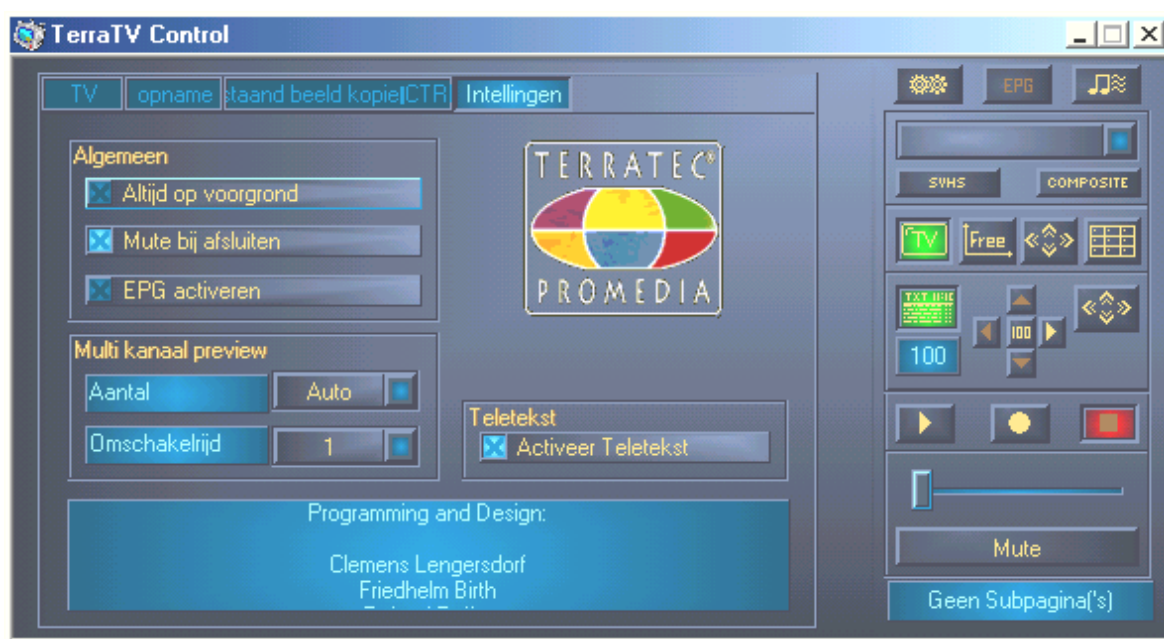 TerraTV Control
TV opname staand beeld kopie CTR Intellingen
Algemeen
Altijd op voorgrond
Mute bij afsluiten
EPG activeren
Multi kanaal preview
Aantal Auto
Omschakelrijd 1
TERRATEC®
PROMEDIA
Teletekst
Activeer Teletekst
Programming and Design:
Clemens Lengersdorf
Friedhelm Birth
EPG
SVHS COMPOSITE
TV Free
100
100
Mute
Geen Subpagina('s)